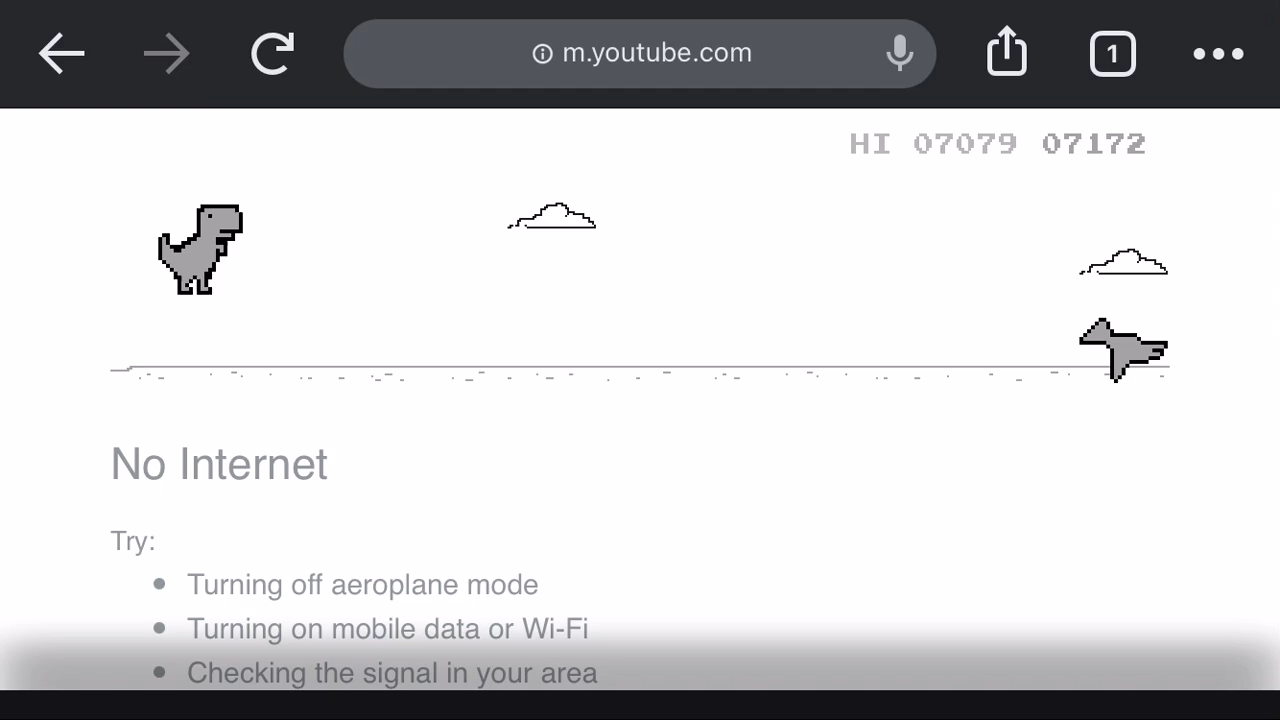 m.youtube.com
1
HI 07079 07172
No Internet
Try:
Turning off aeroplane mode
Turning on mobile data or Wi-Fi
Checking the signal in your area